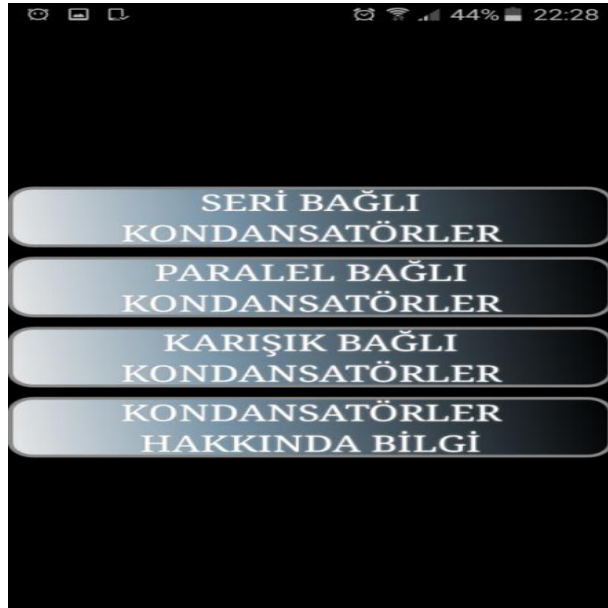 44% 22:28
SERİ BAĞLI
KONDANSATÖRLER
PARALEL BAĞLI
KONDANSATÖRLER
KARIŞIK BAĞLI
KONDANSATÖRLER
KONDANSATÖRLER
HAKKINDA BİLGİ